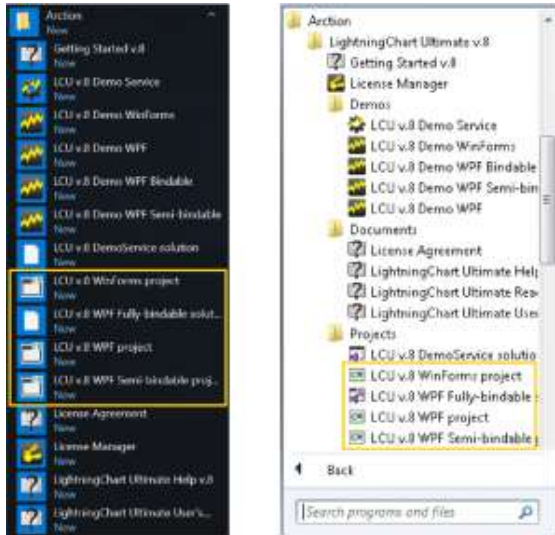 Arction
New
Getting Started v.8
New
LCU v.8 Demo Service
New
LCU v.8 Demo WinForms
New
LCU v.8 Demo WPF
New
LCU v.8 Demo WPF Bindable
New
LCU v.8 Demo WPF Semi-bindable
New
LCU v.8 DemoService solution
New
LCU v.8 WinForms project
New
LCU v.8 WPF Fully-bindable solut...
New
LCU v.8 WPF project
New
LCU v.8 WPF Semi-bindable proj...
New
License Agreement
New
License Manager
New
LightningChart Ultimate Help v.8
New
LightningChart Ultimate User's...
New
Arction
LightningChart Ultimate v.8
Getting Started v.8
License Manager
Demos
LCU v.8 Demo Service
LCU v.8 Demo WinForms
LCU v.8 Demo WPF Bindable
LCU v.8 Demo WPF Semi-bin
LCU v.8 Demo WPF
Documents
License Agreement
LightningChart Ultimate Help
LightningChart Ultimate Rea
LightningChart Ultimate User
Projects
LCU v.8 DemoService solutio
LCU v.8 WinForms project
LCU v.8 WPF Fully-bindable
LCU v.8 WPF project
LCU v.8 WPF Semi-bindable
Back
Search programs and files